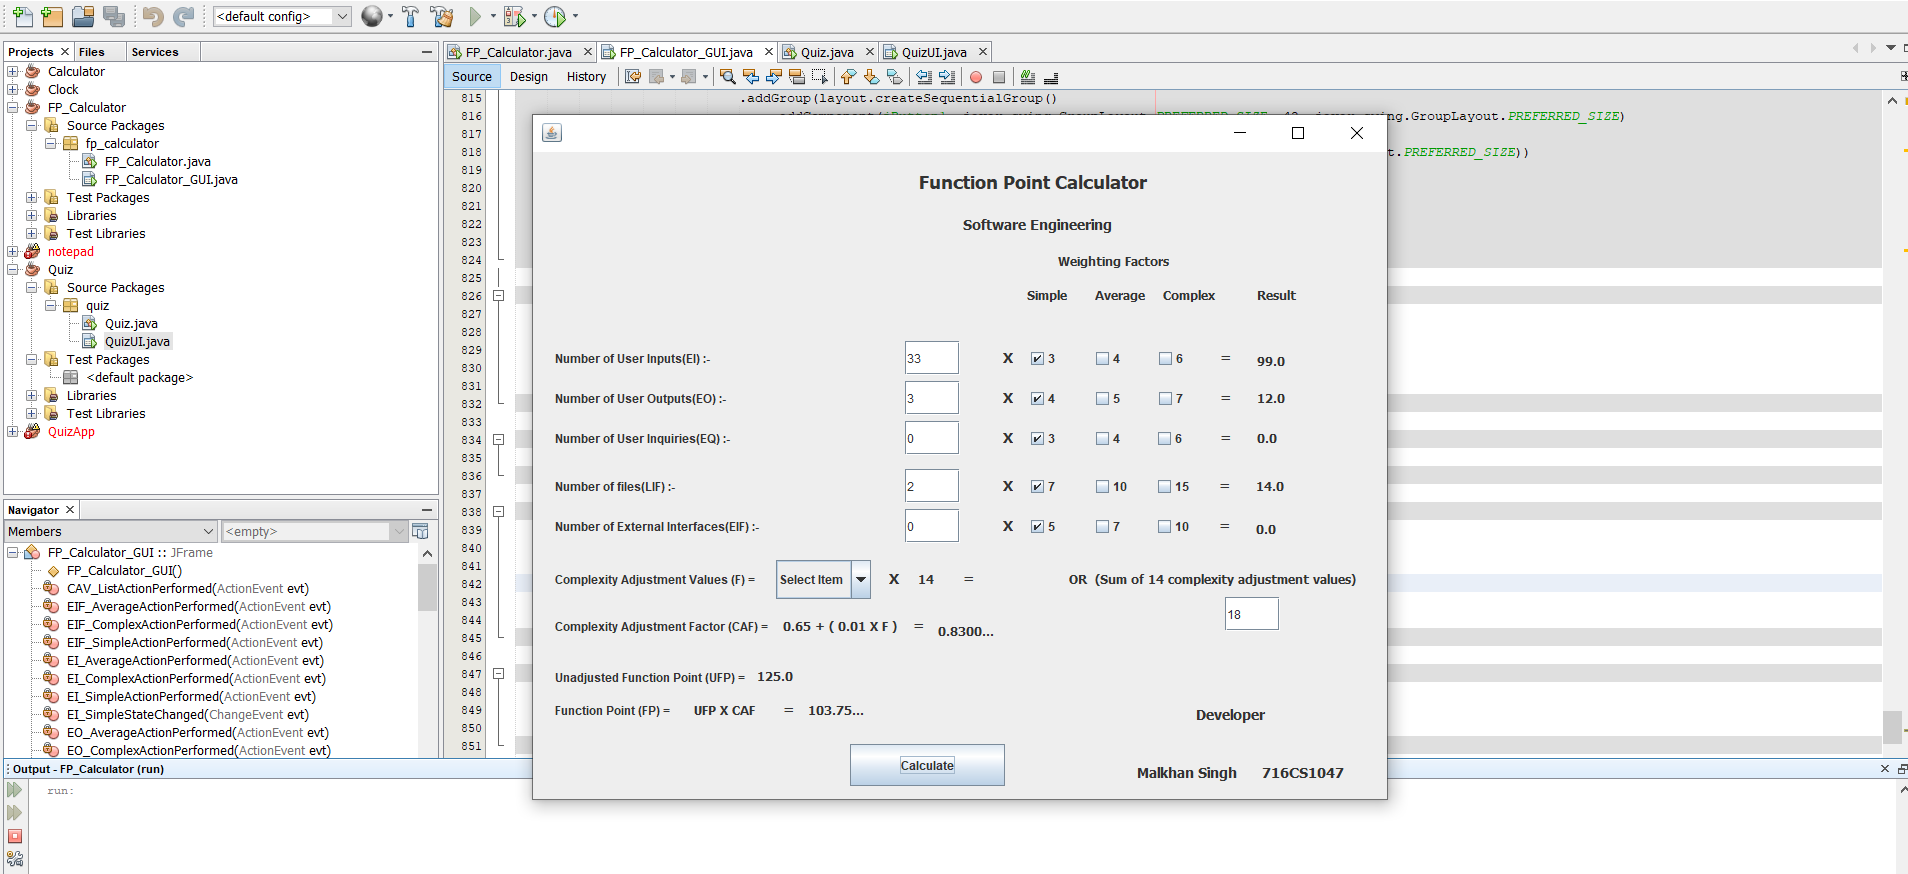 <default config>
Projects Files Services
Calculator
Clock
FP_Calculator
Source Packages
fp_calculator
FP_Calculator.java
FP_Calculator_GUI.java
Test Packages
Libraries
Test Libraries
notepad
Quiz
Source Packages
quiz
Quiz.java
QuizUI.java
Test Packages
<default package>
Libraries
Test Libraries
QuizApp
Navigator
Members <empty>
FP_Calculator_GUI :: JFrame
FP_Calculator_GUI()
CAV_ListActionPerformed(ActionEvent evt)
EIF_AverageActionPerformed(ActionEvent evt)
EIF_ComplexActionPerformed(ActionEvent evt)
EIF_SimpleActionPerformed(ActionEvent evt)
EI_AverageActionPerformed(ActionEvent evt)
EI_ComplexActionPerformed(ActionEvent evt)
EI_SimpleActionPerformed(ActionEvent evt)
EI_SimpleStateChanged(ChangeEvent evt)
EO_AverageActionPerformed(ActionEvent evt)
EO_ComplexActionPerformed(ActionEvent evt)
FP_Calculator.java FP_Calculator_GUI.java Quiz.java QuizUI.java
Source Design History
815 .addGroup(layout.createSequentialGroup()
816 PREFERRED_SIZE ing.GroupLayout.PREFERRED_SIZE)
817
818 t.PREFERRED_SIZE))
819
820
821
822
823
824
825
826
827
828
829
830
831
832
833
834
835
836
837
838
839
840
841
842
843
844
845
846
847
848
849
850
851
Function Point Calculator
Software Engineering
Weighting Factors
Simple Average Complex Result
Number of User Inputs(EI) :- 33 X 3 4 6 = 99.0
Number of User Outputs(EO) :- 3 X 4 5 7 = 12.0
Number of User Inquiries(EQ) :- 0 X 3 4 6 = 0.0
Number of files(LIF) :- 2 X 7 10 15 = 14.0
Number of External Interfaces(EIF) :- 0 X 5 7 10 = 0.0
Complexity Adjustment Values (F) = Select Item X 14 = OR (Sum of 14 complexity adjustment values)
18
Complexity Adjustment Factor (CAF) = 0.65 + ( 0.01 X F ) = 0.8300...
Unadjusted Function Point (UFP) = 125.0
Function Point (FP) = UFP X CAF = 103.75...
Developer
Calculate
Malkhan Singh 716CS1047
Output - FP_Calculator (run)
run: